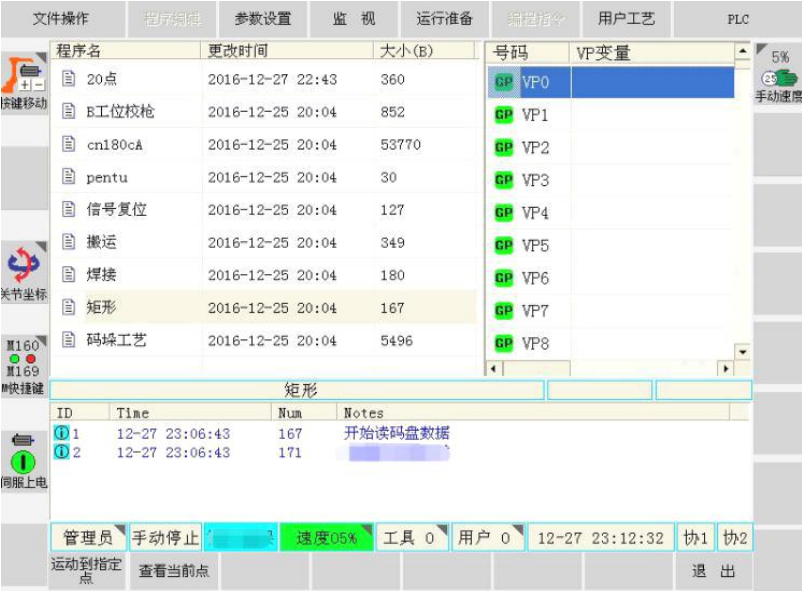 文件操作 程序编辑 参数设置 监 视 运行准备 编程指令 用户工艺 PLC
程序名 更改时间 大小(B) 号码 VP变量
5%
25
手动速度
按键移动
20点 2016-12-27 22:43 360 GP VP0
B工位校枪 2016-12-25 20:04 852 GP VP1
cn180cA 2016-12-25 20:04 53770 GP VP2
pentu 2016-12-25 20:04 30 GP VP3
信号复位 2016-12-25 20:04 127 GP VP4
搬运 2016-12-25 20:04 349 GP VP5
焊接 2016-12-25 20:04 180 GP VP6
关节坐标
矩形 2016-12-25 20:04 167 GP VP7
码垛工艺 2016-12-25 20:04 5496 GP VP8
M160
M169
M快捷键
矩形
ID Time Num Notes
1 12-27 23:06:43 167 开始读码盘数据
2 12-27 23:06:43 171
伺服上电
管理员 手动停止 速度05% 工具 0 用户 0 12-27 23:12:32 协1 协2
运动到指定点 查看当前点 退 出